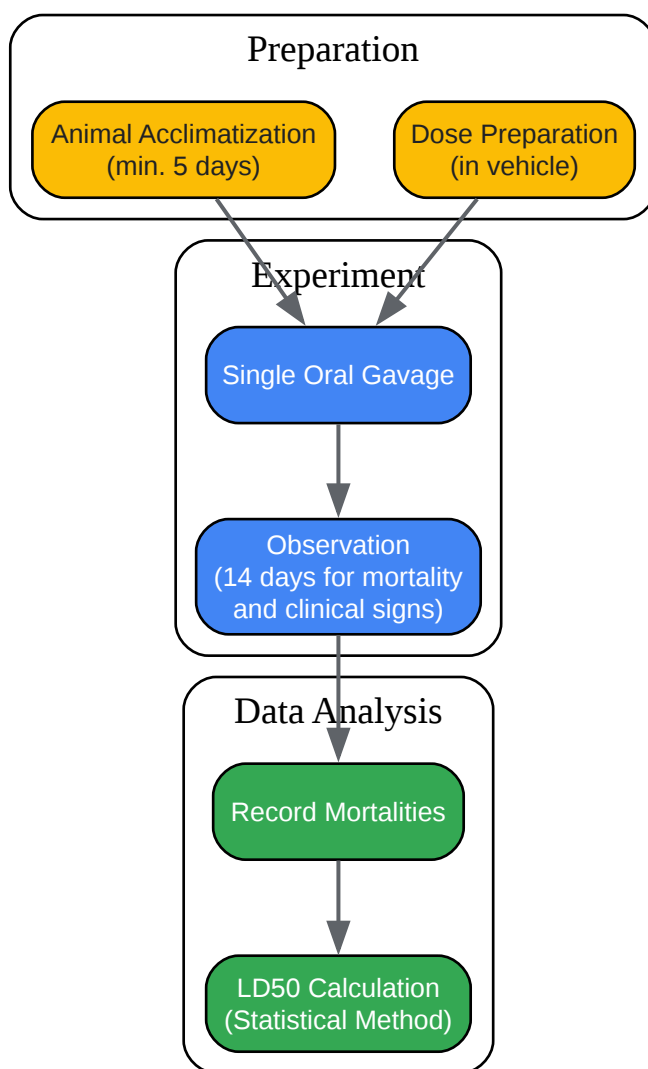 Preparation
Animal Acclimatization
(min. 5 days)
Dose Preparation
(in vehicle)
Experiment
Single Oral Gavage
Observation
(14 days for mortality
and clinical signs)
Data Analysis
Record Mortalities
LD50 Calculation
(Statistical Method)